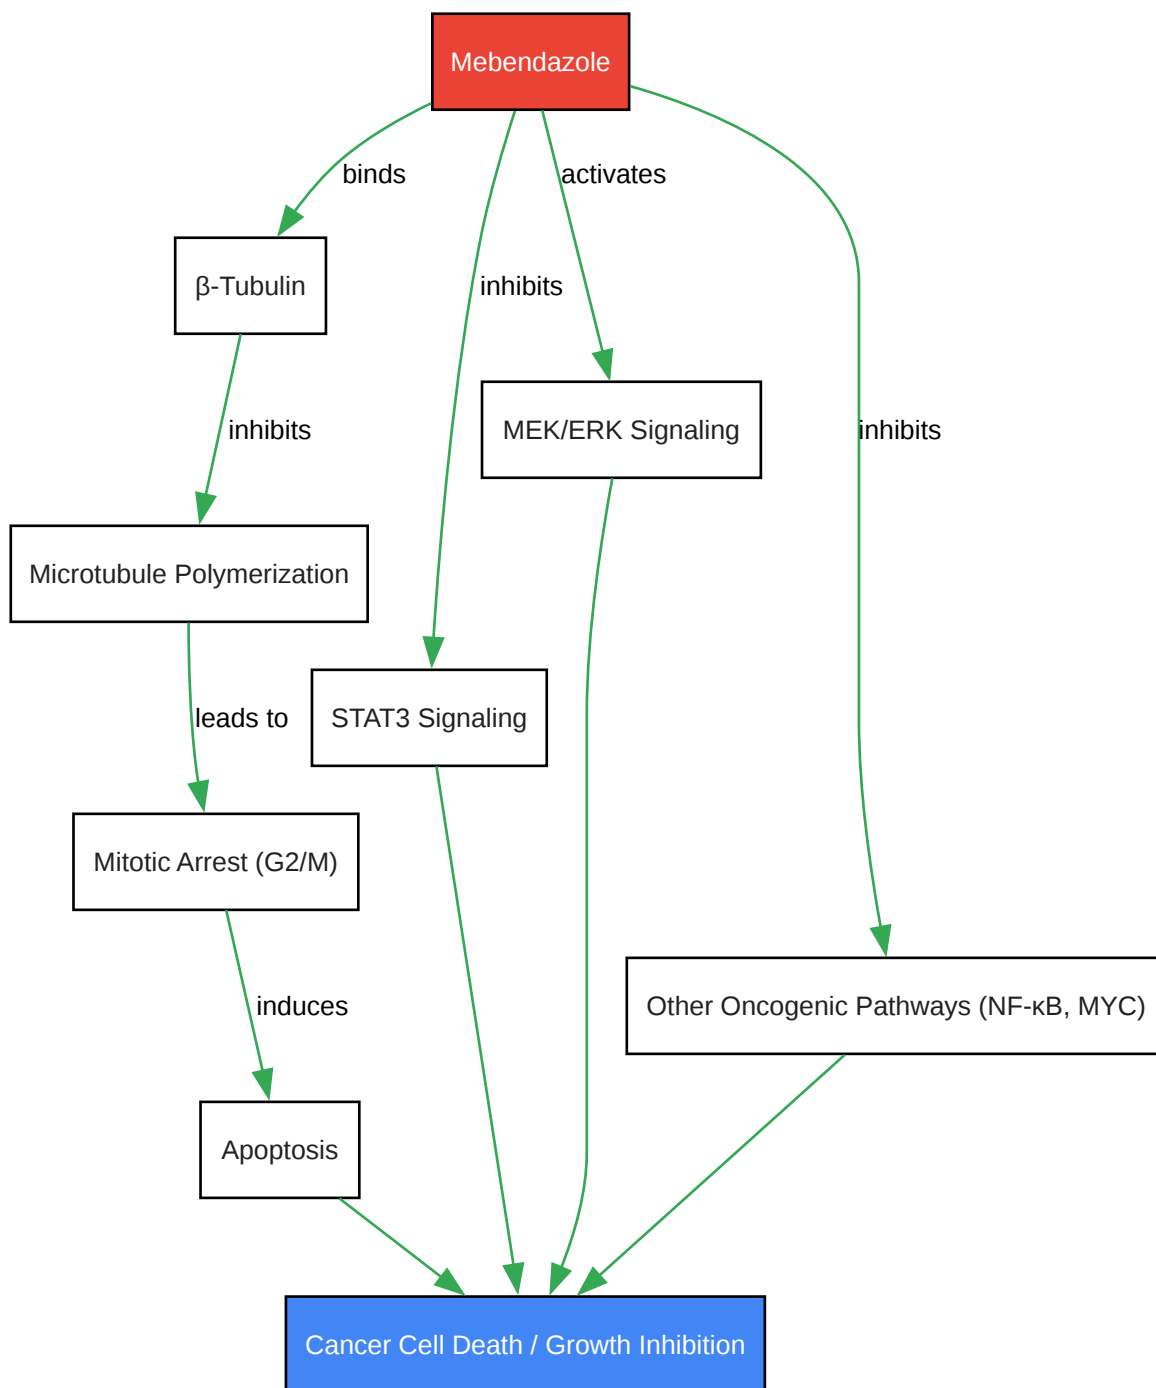 Mebendazole
binds
activates
β-Tubulin
inhibits
inhibits
MEK/ERK Signaling
inhibits
Microtubule Polymerization
leads to
STAT3 Signaling
Mitotic Arrest (G2/M)
induces
Other Oncogenic Pathways (NF-κB, MYC)
Apoptosis
Cancer Cell Death / Growth Inhibition